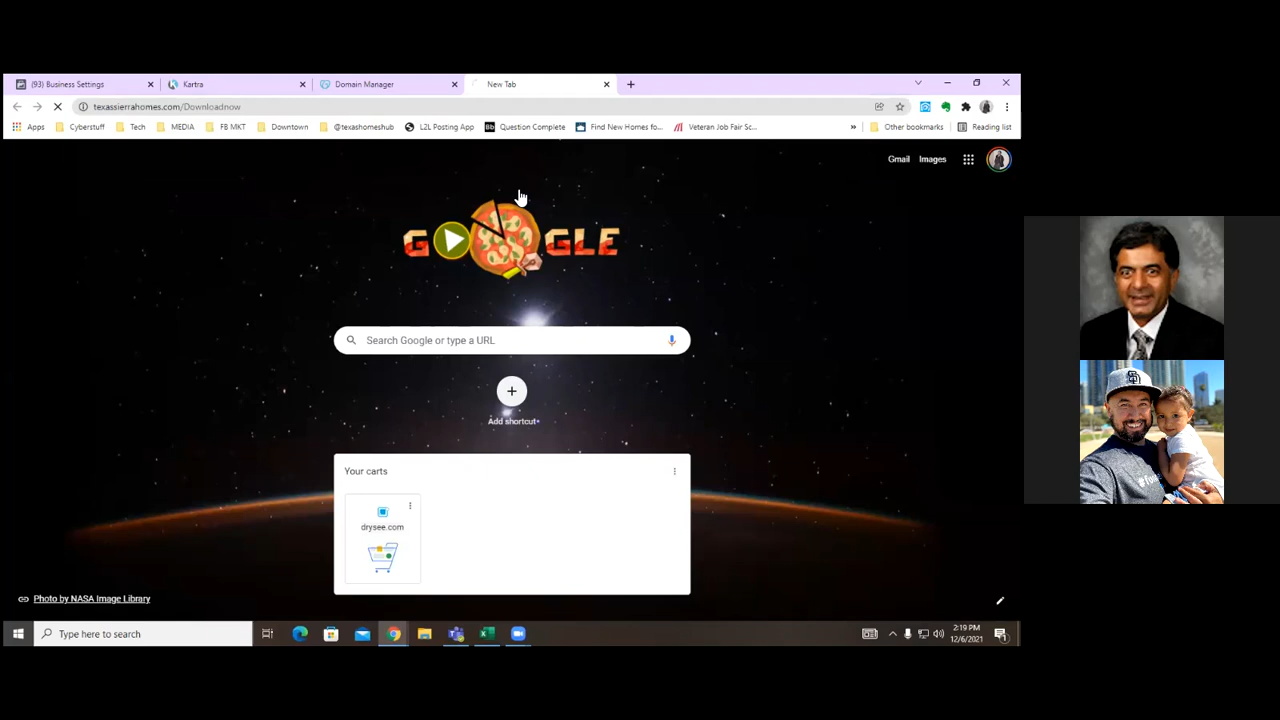 (93) Business Settings
Kartra
Domain Manager
New Tab
texassierrahomes.com/Downloadnow
Apps
Cyberstuff
Tech
MEDIA
FB MKT
Downtown
@texashomeshub
L2L Posting App
Bb Question Complete
Find New Homes fo...
Veteran Job Fair Sc...
»
Other bookmarks
Reading list
Gmail
Images
GOOGLE
Search Google or type a URL
Add shortcut
Your carts
drysee.com
Photo by NASA Image Library
Type here to search
2:19 PM
12/6/2021